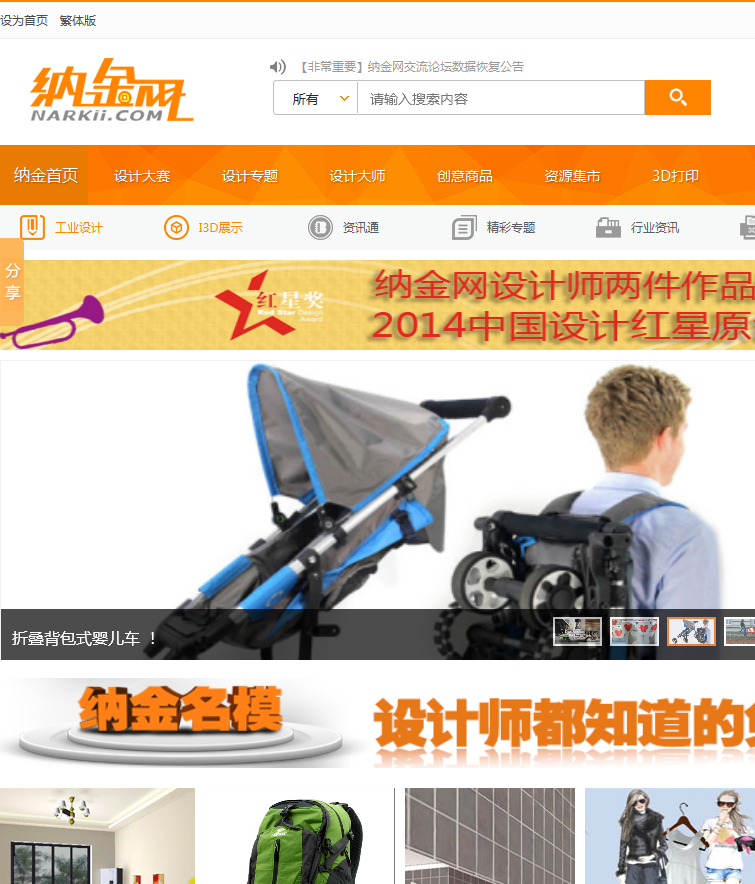 设为首页 繁体版
【非常重要】纳金网交流论坛数据恢复公告
纳金网
NARKII.COM
所有 请输入搜索内容
纳金首页 设计大赛 设计专题 设计大师 创意商品 资源集市 3D打印
工业设计 I3D展示 资讯通 精彩专题 行业资讯
分享
红星奖
Red Star Design
Award
纳金网设计师两件作品
2014中国设计红星原
折叠背包式婴儿车 ！
纳金名模
设计师都知道的